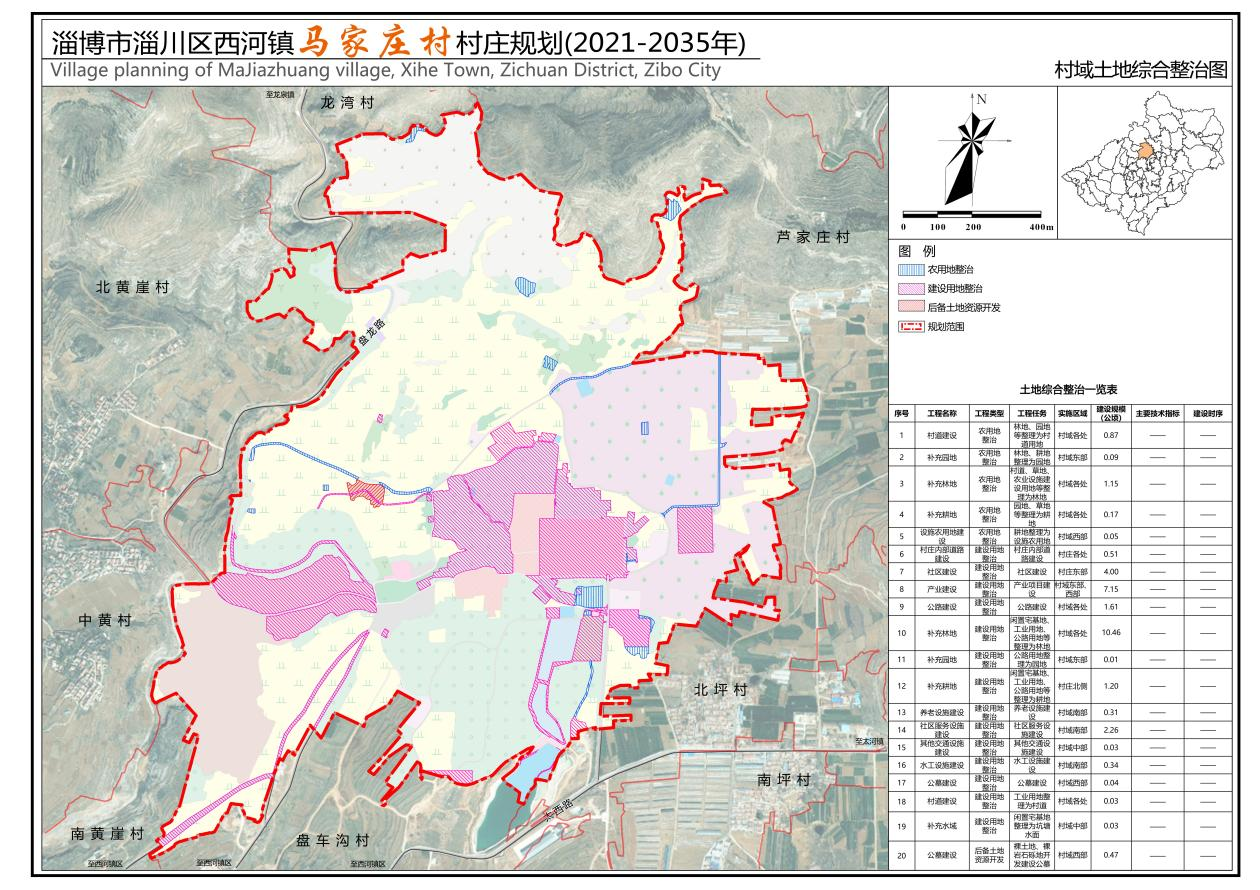 淄博市淄川区西河镇马家庄村村庄规划(2021-2035年)
Village planning of MaJiazhuang village, Xihe Town, Zichuan District, Zibo City
村域土地综合整治图
至龙泉镇
龙湾村
芦家庄村
北黄崖村
盘龙路
中黄村
北坪村
至太河镇
南坪村
南黄崖村
盘车沟村
至西河镇区
至西河镇区
至西河镇区
N
0 100 200 400m
图 例
农用地整治
建设用地整治
后备土地资源开发
规划范围
土地综合整治一览表
序号 工程名称 工程类型 工程任务 实施区域 建设规模(公顷) 主要技术指标 建设时序
1 村道建设 农用地整治 林地、园地等整理为村道用地 村域各处 0.87 —— ——
2 补充园地 农用地整治 林地、耕地整理为园地 村域东部 0.09 —— ——
3 补充林地 农用地整治 村道、草地、农业设施建设用地等整理为林地 村域各处 1.15 —— ——
4 补充耕地 农用地整治 园地、草地等整理为耕地 村域各处 0.17 —— ——
5 设施农用地建设 农用地整治 耕地整理为设施农用地 村域西部 0.05 —— ——
6 村庄内部道路建设 建设用地整治 村庄内部道路建设 村庄各处 0.51 —— ——
7 社区建设 建设用地整治 社区建设 村庄东部 4.00 —— ——
8 产业建设 建设用地整治 产业项目建设 村域东部、西部 7.15 —— ——
9 公路建设 建设用地整治 公路建设 村域各处 1.61 —— ——
10 补充林地 建设用地整治 闲置宅基地、工业用地、公路用地等整理为林地 村域各处 10.46 —— ——
11 补充园地 建设用地整治 公路用地整理为园地 村域东部 0.01 —— ——
12 补充耕地 建设用地整治 闲置宅基地、工业用地、公路用地等整理为耕地 村庄北侧 1.20 —— ——
13 养老设施建设 建设用地整治 养老设施建设 村域南部 0.31 —— ——
14 社区服务设施建设 建设用地整治 社区服务设施建设 村域南部 2.26 —— ——
15 其他交通设施建设 建设用地整治 其他交通设施建设 村域中部 0.03 —— ——
16 水工设施建设 建设用地整治 水工设施建设 村域南部 0.34 —— ——
17 公墓建设 建设用地整治 公墓建设 村域西部 0.04 —— ——
18 村道建设 建设用地整治 工业用地整理为村道 村域各处 0.03 —— ——
19 补充水域 建设用地整治 闲置宅基地整理为坑塘水面 村域中部 0.03 —— ——
20 公墓建设 后备土地资源开发 裸土地、裸岩石砾地开发建设公墓 村域西部 0.47 —— ——